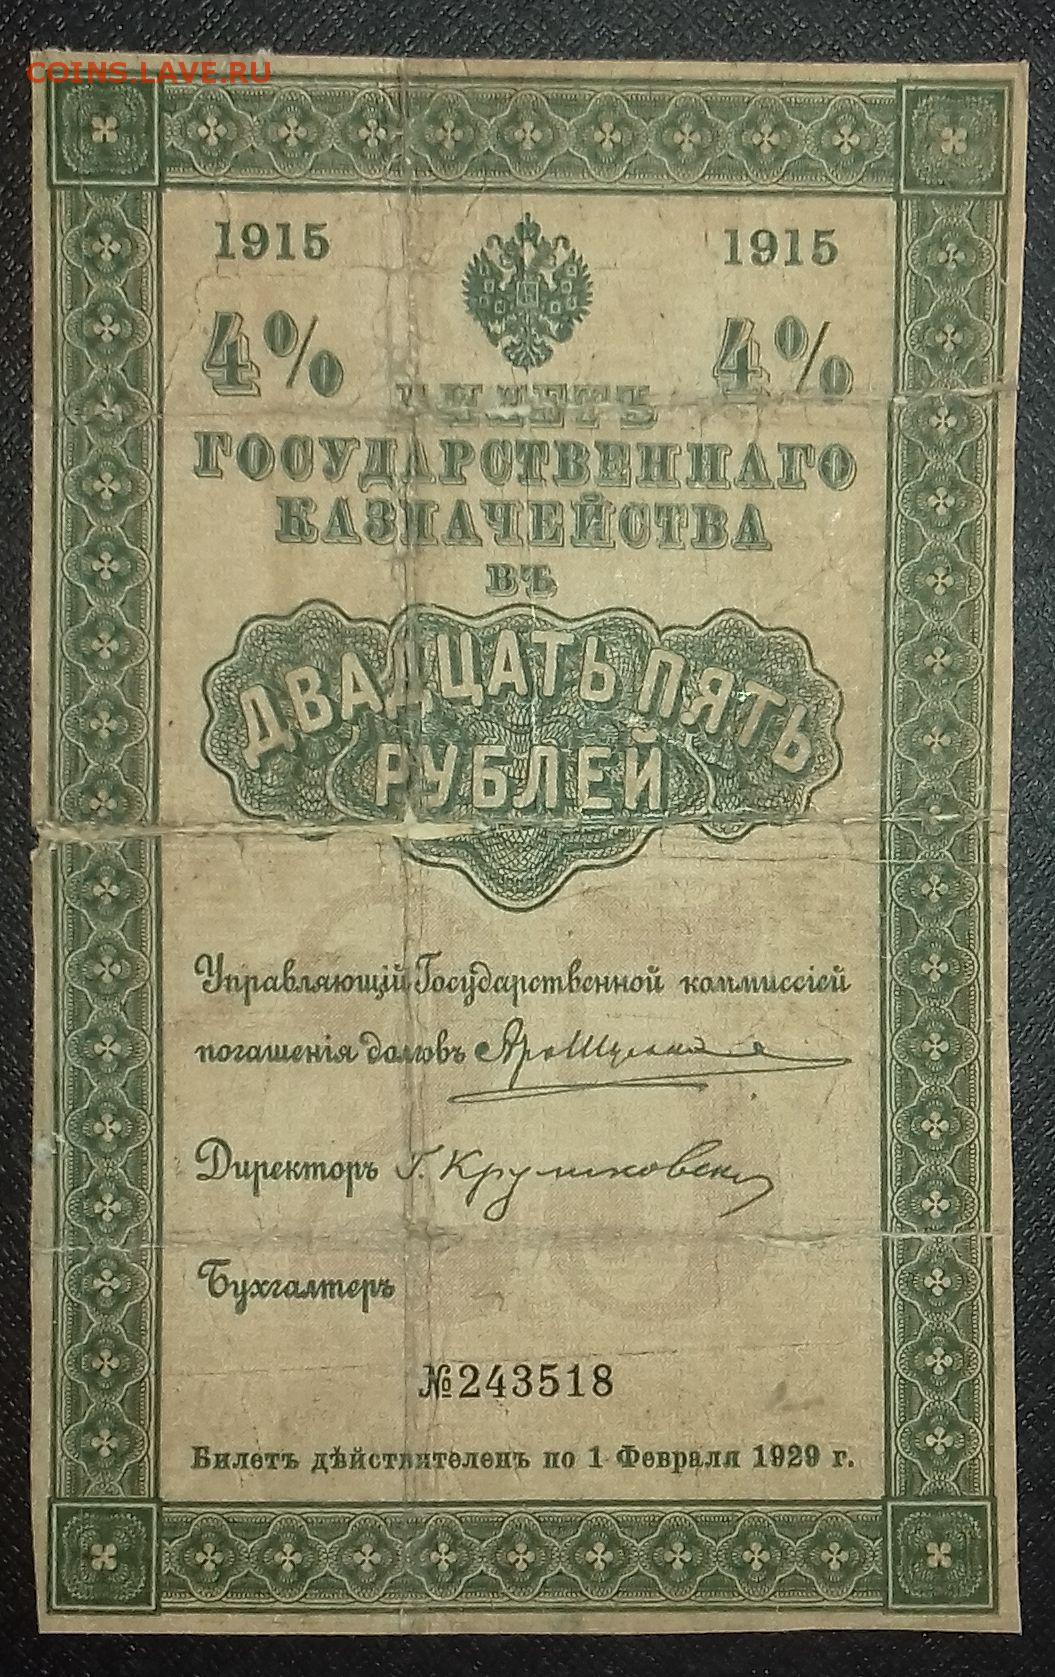 COINS.LAVE.RU
1915 1915
4% 4%
БИЛЕТЪ
ГОСУДАРСТВЕННАГО
КАЗНАЧЕЙСТВА
ВЪ
ДВАДЦАТЬ ПЯТЬ
РУБЛЕЙ
Управляющій Государственной коммиссіей
погашенія долговъ
Директоръ
Бухгалтеръ
№243518
Билетъ дѣйствителенъ по 1 Февраля 1929 г.